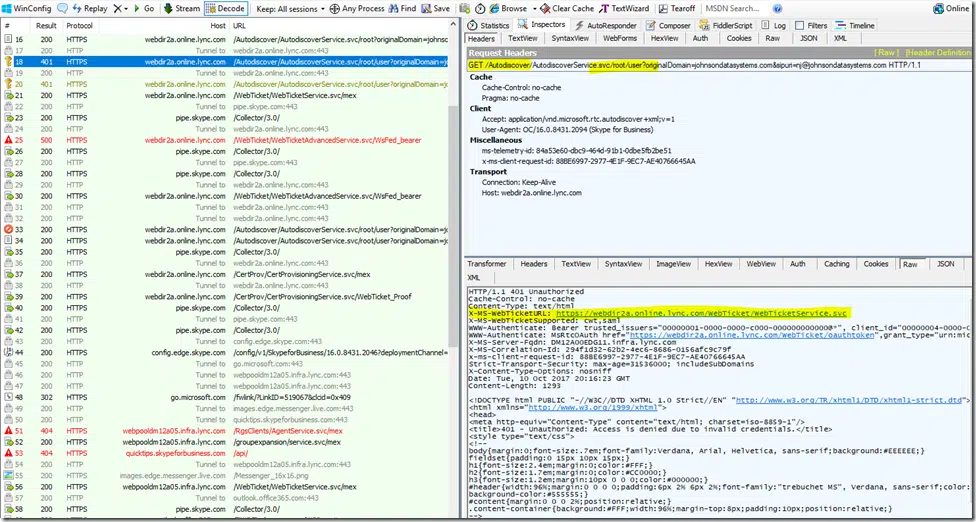 WinConfig Replay Go Stream Decode Keep: All sessions Any Process Find Save Browse Clear Cache TextWizard Tearoff MSDN Search... Online
# Result Protocol Host URL
16 200 HTTPS webdir2a.online.lync.com /Autodiscover/AutodiscoverService.svc/root?originalDomain=johnso
17 200 HTTP Tunnel to webdir2a.online.lync.com:443
18 401 HTTPS webdir2a.online.lync.com /Autodiscover/AutodiscoverService.svc/root/user?originalDomain=jo
19 200 HTTP Tunnel to webdir2a.online.lync.com:443
20 401 HTTPS webdir2a.online.lync.com /Autodiscover/AutodiscoverService.svc/root/user?originalDomain=jo
21 200 HTTPS webdir2a.online.lync.com /WebTicket/WebTicketService.svc/mex
22 200 HTTP Tunnel to pipe.skype.com:443
23 200 HTTPS pipe.skype.com /Collector/3.0/
24 200 HTTP Tunnel to webdir2a.online.lync.com:443
25 500 HTTPS webdir2a.online.lync.com /WebTicket/WebTicketAdvancedService.svc/WsFed_bearer
26 200 HTTPS pipe.skype.com /Collector/3.0/
27 200 HTTP Tunnel to pipe.skype.com:443
28 200 HTTPS pipe.skype.com /Collector/3.0/
29 200 HTTP Tunnel to webdir2a.online.lync.com:443
30 200 HTTPS webdir2a.online.lync.com /WebTicket/WebTicketAdvancedService.svc/WsFed_bearer
31 200 HTTP Tunnel to pipe.skype.com:443
32 200 HTTP Tunnel to webdir2a.online.lync.com:443
33 200 HTTPS webdir2a.online.lync.com /Autodiscover/AutodiscoverService.svc/root/user?originalDomain=jo
34 200 HTTPS webdir2a.online.lync.com /Autodiscover/AutodiscoverService.svc/root/user?originalDomain=jo
35 200 HTTPS pipe.skype.com /Collector/3.0/
36 200 HTTP Tunnel to webdir2a.online.lync.com:443
37 200 HTTPS webdir2a.online.lync.com /CertProv/CertProvisioningService.svc/mex
38 200 HTTP Tunnel to pipe.skype.com:443
39 200 HTTPS webdir2a.online.lync.com /CertProv/CertProvisioningService.svc/WebTicket_Proof
40 200 HTTPS pipe.skype.com /Collector/3.0/
41 200 HTTP Tunnel to webdir2a.online.lync.com:443
42 200 HTTPS pipe.skype.com /Collector/3.0/
43 200 HTTP Tunnel to config.edge.skype.com:443
44 200 HTTPS config.edge.skype.com /config/v1/SkypeforBusiness/16.0.8431.2046?deploymentChannel=
45 200 HTTP Tunnel to go.microsoft.com:443
46 200 HTTP Tunnel to webpooldm12a05.infra.lync.com:443
48 302 HTTPS go.microsoft.com /fwlink/?LinkID=519067&clcid=0x409
49 200 HTTP Tunnel to images.edge.messenger.live.com:443
50 200 HTTP Tunnel to quicktips.skypeforbusiness.com:443
51 404 HTTPS webpooldm12a05.infra.lync.com /RgsClients/AgentService.svc/mex
52 200 HTTPS webpooldm12a05.infra.lync.com /groupexpansion/service.svc/mex
53 404 HTTPS quicktips.skypeforbusiness.com /api/
54 200 HTTP Tunnel to webpooldm12a05.infra.lync.com:443
55 200 HTTPS images.edge.messenger.live.com /Messenger_16x16.png
56 200 HTTPS webpooldm12a05.infra.lync.com /WebTicket/WebTicketService.svc/mex
57 200 HTTP Tunnel to outlook.office365.com:443
58 200 HTTPS pipe.skype.com /Collector/3.0/
Statistics Inspectors AutoResponder Composer FiddlerScript Log Filters Timeline
Headers TextView SyntaxView WebForms HexView Auth Cookies Raw JSON XML
Request Headers [ Raw ] [Header Definition
GET /Autodiscover/AutodiscoverService.svc/root/user?originalDomain=johnsondatasystems.com&sipuri=nj@johnsondatasystems.com HTTP/1.1
Cache
Cache-Control: no-cache
Pragma: no-cache
Client
Accept: application/vnd.microsoft.rtc.autodiscover+xml;v=1
User-Agent: OC/16.0.8431.2094 (Skype for Business)
Miscellaneous
ms-telemetry-id: 84a53e60-dbc9-464d-91b1-0dbe5fb2be51
x-ms-client-request-id: 88BE6997-2977-4E1F-9EC7-AE40766645AA
Transport
Connection: Keep-Alive
Host: webdir2a.online.lync.com
Transformer Headers TextView SyntaxView ImageView HexView WebView Auth Caching Cookies Raw JSON
XML
HTTP/1.1 401 Unauthorized
Cache-Control: no-cache
Content-Type: text/html
X-MS-WebTicketURL: https://webdir2a.online.lync.com/WebTicket/WebTicketService.svc
X-MS-WebTicketSupported: cwt,saml
WWW-Authenticate: Bearer trusted_issuers="00000001-0000-0000-c000-000000000000@*", client_id="00000004-0000-0
WWW-Authenticate: MsRtcOAuth href="https://webdir2a.online.lync.com/WebTicket/oauthtoken",grant_type="urn:mic
X-MS-Server-Fqdn: DM12A00EDG11.infra.lync.com
X-MS-Correlation-Id: 294f1d32-62b2-4ec6-8686-0156afc9c79f
x-ms-client-request-id: 88BE6997-2977-4E1F-9EC7-AE40766645AA
Strict-Transport-Security: max-age=31536000; includeSubDomains
X-Content-Type-Options: nosniff
Date: Tue, 10 Oct 2017 20:16:23 GMT
Content-Length: 1293
<!DOCTYPE html PUBLIC "-//W3C//DTD XHTML 1.0 Strict//EN" "http://www.w3.org/TR/xhtml1/DTD/xhtml1-strict.dtd"
<html xmlns="http://www.w3.org/1999/xhtml">
<head>
<meta http-equiv="Content-Type" content="text/html; charset=iso-8859-1"/>
<title>401 - Unauthorized: Access is denied due to invalid credentials.</title>
<style type="text/css">
<!--
body{margin:0;font-size:.7em;font-family:Verdana, Arial, Helvetica, sans-serif;background:#EEEEEE;}
fieldset{padding:0 15px 10px 15px;}
h1{font-size:2.4em;margin:0;color:#FFF;}
h2{font-size:1.7em;margin:0;color:#CC0000;}
h3{font-size:1.2em;margin:10px 0 0 0;color:#000000;}
#header{width:96%;margin:0 0 0 0;padding:6px 2% 6px 2%;font-family:"trebuchet MS", Verdana, sans-serif;color:
background-color:#555555;}
#content{margin:0 0 0 2%;position:relative;}
.content-container{background:#FFF;width:96%;margin-top:8px;padding:10px;position:relative;}
-->